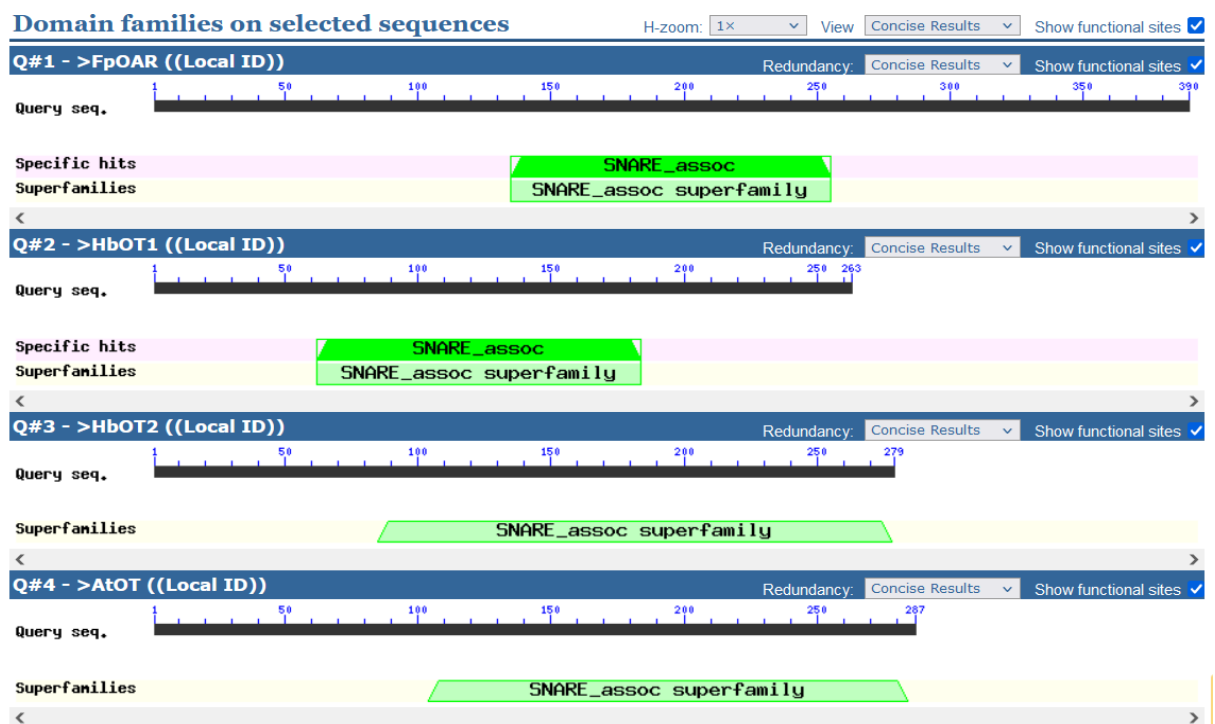 Domain families on selected sequences H-zoom: 1× View Concise Results Show functional sites
Q#1 - >FpOAR ((Local ID)) Redundancy: Concise Results Show functional sites
1 50 100 150 200 250 300 350 390
Query seq.
Specific hits SNARE_assoc
Superfamilies SNARE_assoc superfamily
Q#2 - >HbOT1 ((Local ID)) Redundancy: Concise Results Show functional sites
1 50 100 150 200 250 263
Query seq.
Specific hits SNARE_assoc
Superfamilies SNARE_assoc superfamily
Q#3 - >HbOT2 ((Local ID)) Redundancy: Concise Results Show functional sites
1 50 100 150 200 250 279
Query seq.
Superfamilies SNARE_assoc superfamily
Q#4 - >AtOT ((Local ID)) Redundancy: Concise Results Show functional sites
1 50 100 150 200 250 287
Query seq.
Superfamilies SNARE_assoc superfamily